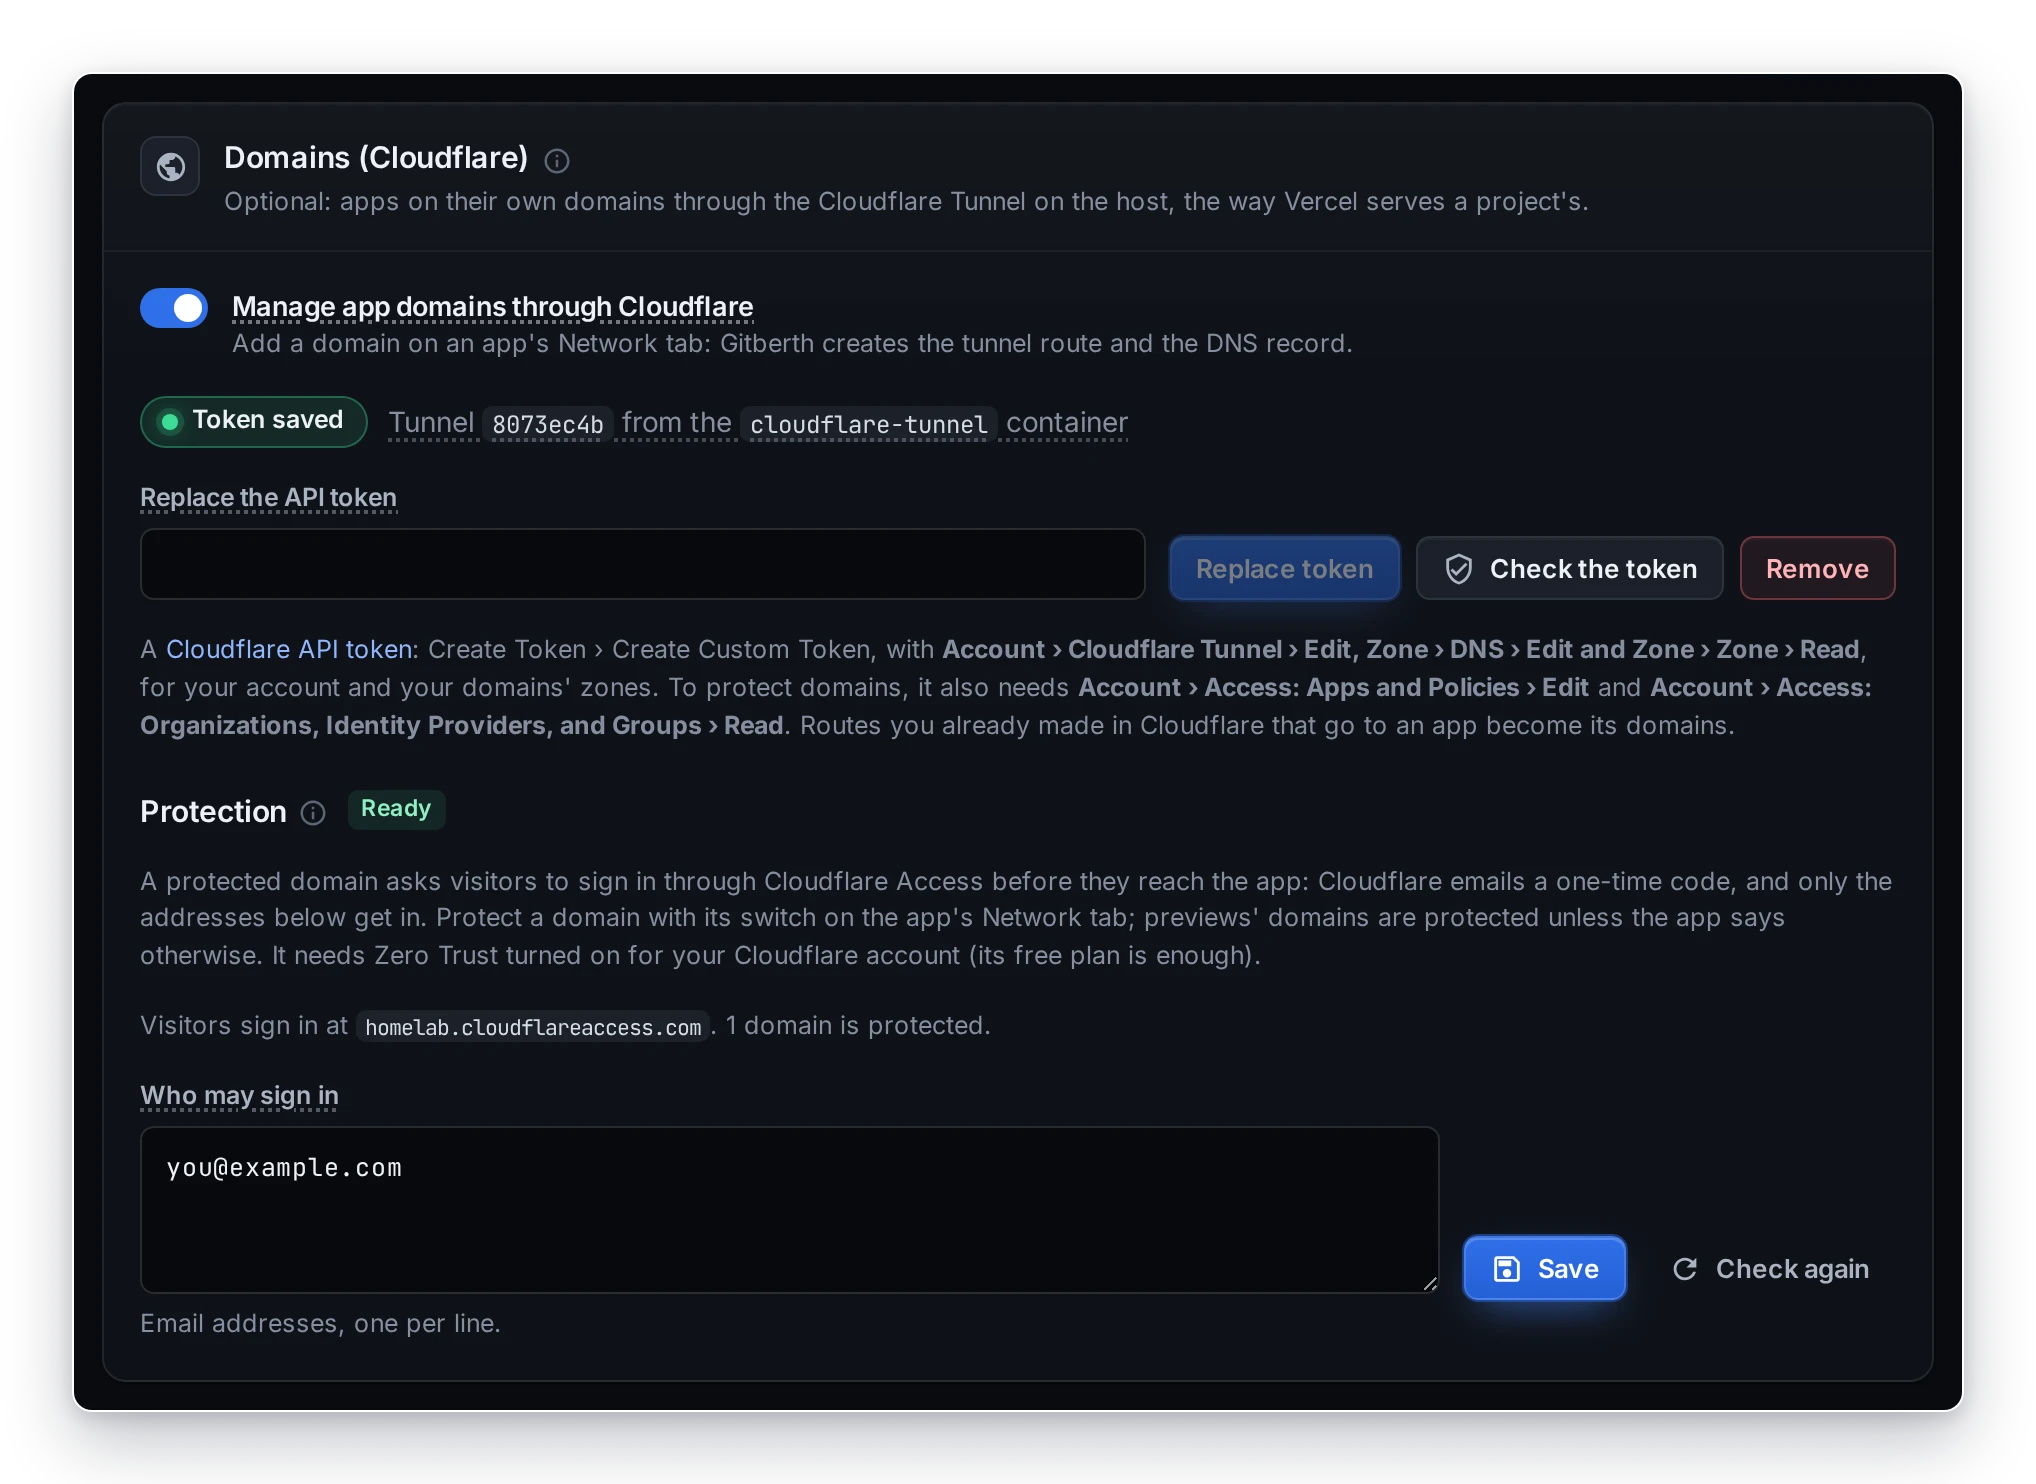 Domains (Cloudflare)
Optional: apps on their own domains through the Cloudflare Tunnel on the host, the way Vercel serves a project's.
Manage app domains through Cloudflare
Add a domain on an app's Network tab: Gitberth creates the tunnel route and the DNS record.
Token saved Tunnel 8073ec4b from the cloudflare-tunnel container
Replace the API token
Replace token Check the token Remove
A Cloudflare API token: Create Token › Create Custom Token, with Account › Cloudflare Tunnel › Edit, Zone › DNS › Edit and Zone › Zone › Read,
for your account and your domains' zones. To protect domains, it also needs Account › Access: Apps and Policies › Edit and Account › Access:
Organizations, Identity Providers, and Groups › Read. Routes you already made in Cloudflare that go to an app become its domains.
Protection Ready
A protected domain asks visitors to sign in through Cloudflare Access before they reach the app: Cloudflare emails a one-time code, and only the
addresses below get in. Protect a domain with its switch on the app's Network tab; previews' domains are protected unless the app says
otherwise. It needs Zero Trust turned on for your Cloudflare account (its free plan is enough).
Visitors sign in at homelab.cloudflareaccess.com. 1 domain is protected.
Who may sign in
you@example.com
Save Check again
Email addresses, one per line.